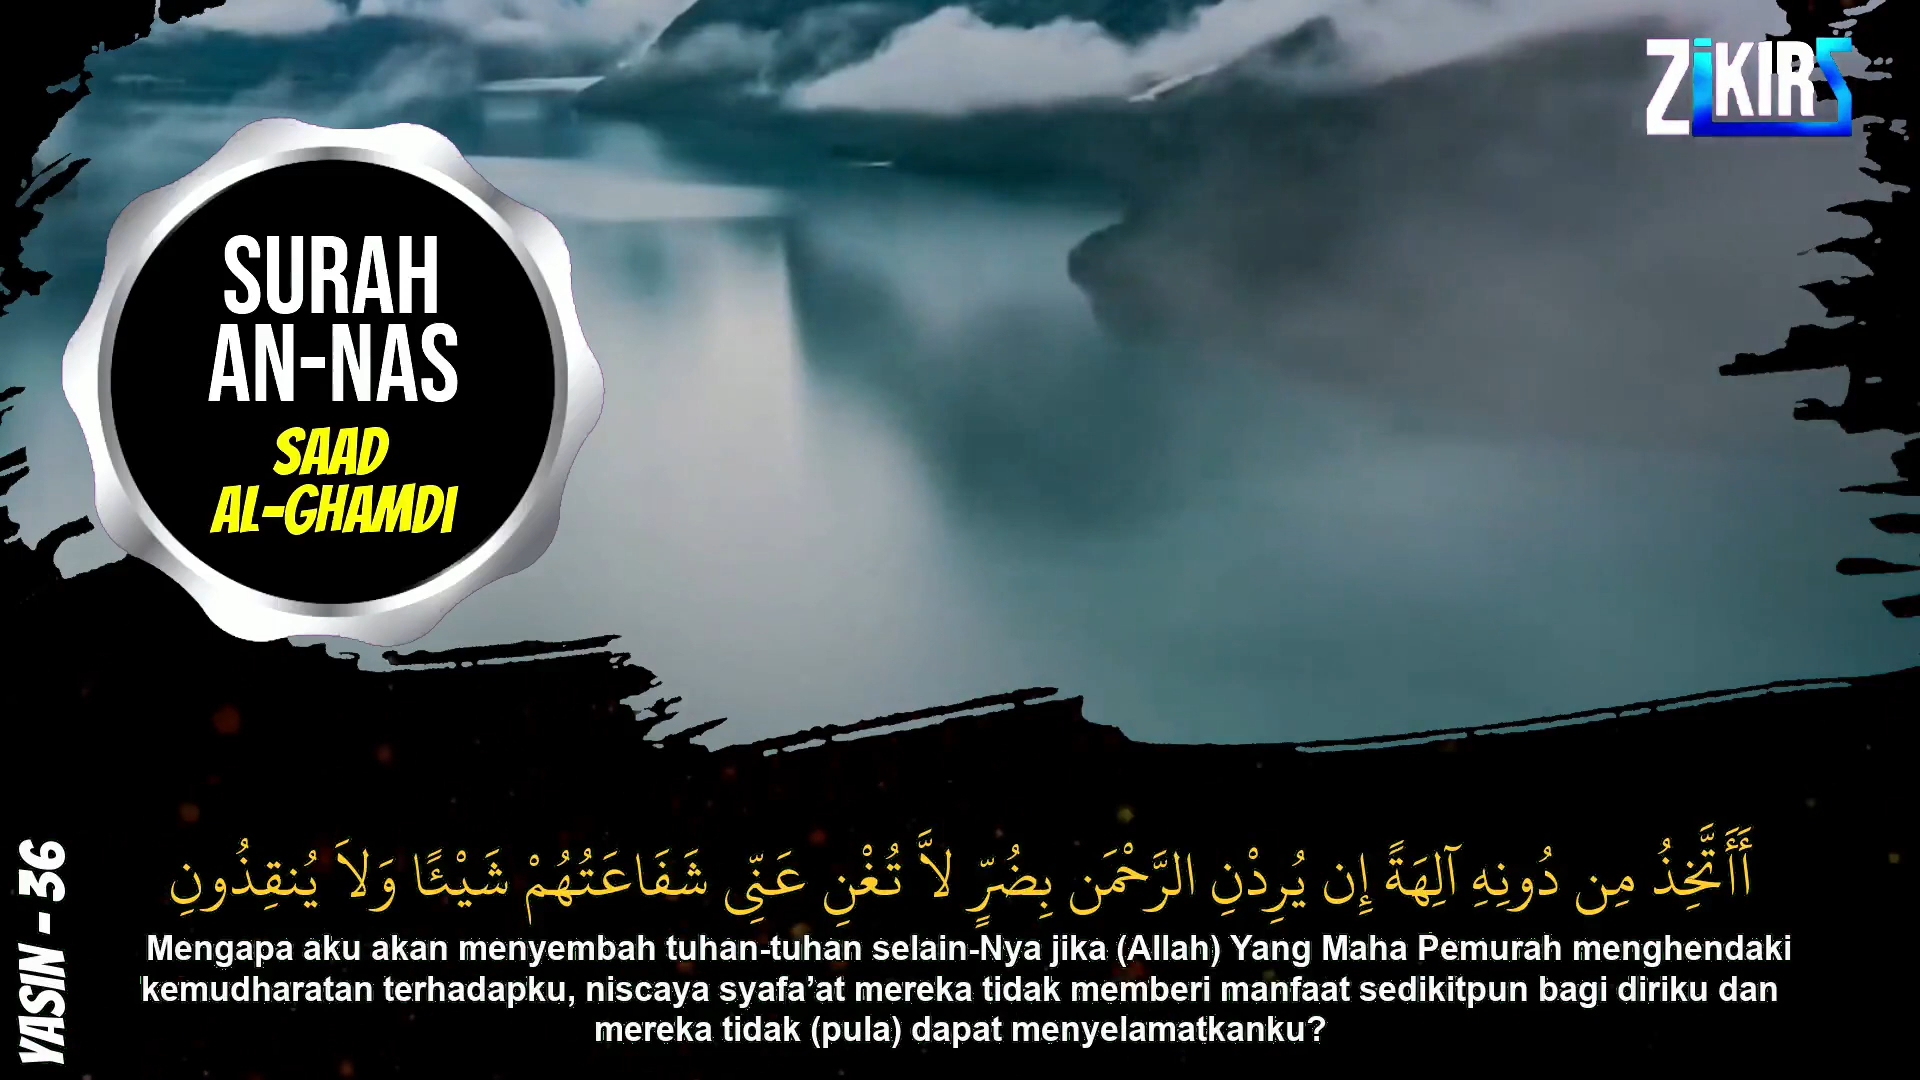 ZIKIRS
SURAH
AN-NAS
SAAD
AL-GHAMDI
YASIN - 36
أَأَتَّخِذُ مِن دُونِهِ آلِهَةً إِن يُرِدْنِ الرَّحْمَن بِضُرٍّ لاَّ تُغْنِ عَنِّى شَفَاعَتُهُمْ شَيْئًا وَلاَ يُنقِذُونِ
Mengapa aku akan menyembah tuhan-tuhan selain-Nya jika (Allah) Yang Maha Pemurah menghendaki
kemudharatan terhadapku, niscaya syafa’at mereka tidak memberi manfaat sedikitpun bagi diriku dan
mereka tidak (pula) dapat menyelamatkanku?